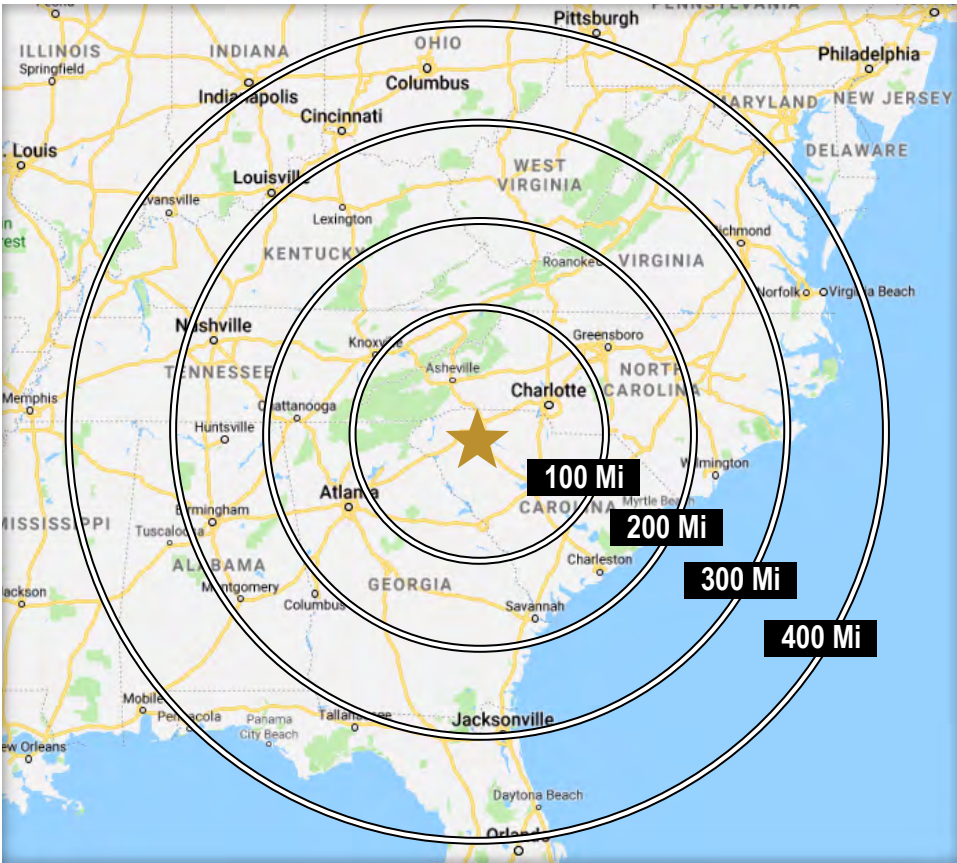 PENNSYLVANIA
Pittsburgh
OHIO
ILLINOIS
INDIANA
Philadelphia
Springfield
Columbus
Indianapolis
MARYLAND
NEW JERSEY
Cincinnati
. Louis
DELAWARE
WEST
VIRGINIA
Louisville
Evansville
Lexington
Richmond
KENTUCKY
Roanoke
VIRGINIA
Norfolk
Virginia Beach
Nashville
Greensboro
Knoxville
TENNESSEE
Asheville
NORTH
CAROLINA
Charlotte
Memphis
Chattanooga
Huntsville
Wilmington
100 Mi
Atlanta
CAROLINA
Myrtle Beach
Birmingham
MISSISSIPPI
200 Mi
Tuscaloosa
Charleston
ALABAMA
300 Mi
GEORGIA
Montgomery
ackson
Columbus
Savannah
400 Mi
Mobile
Pensacola
Panama
City Beach
Tallahassee
Jacksonville
ew Orleans
Daytona Beach
Orlando